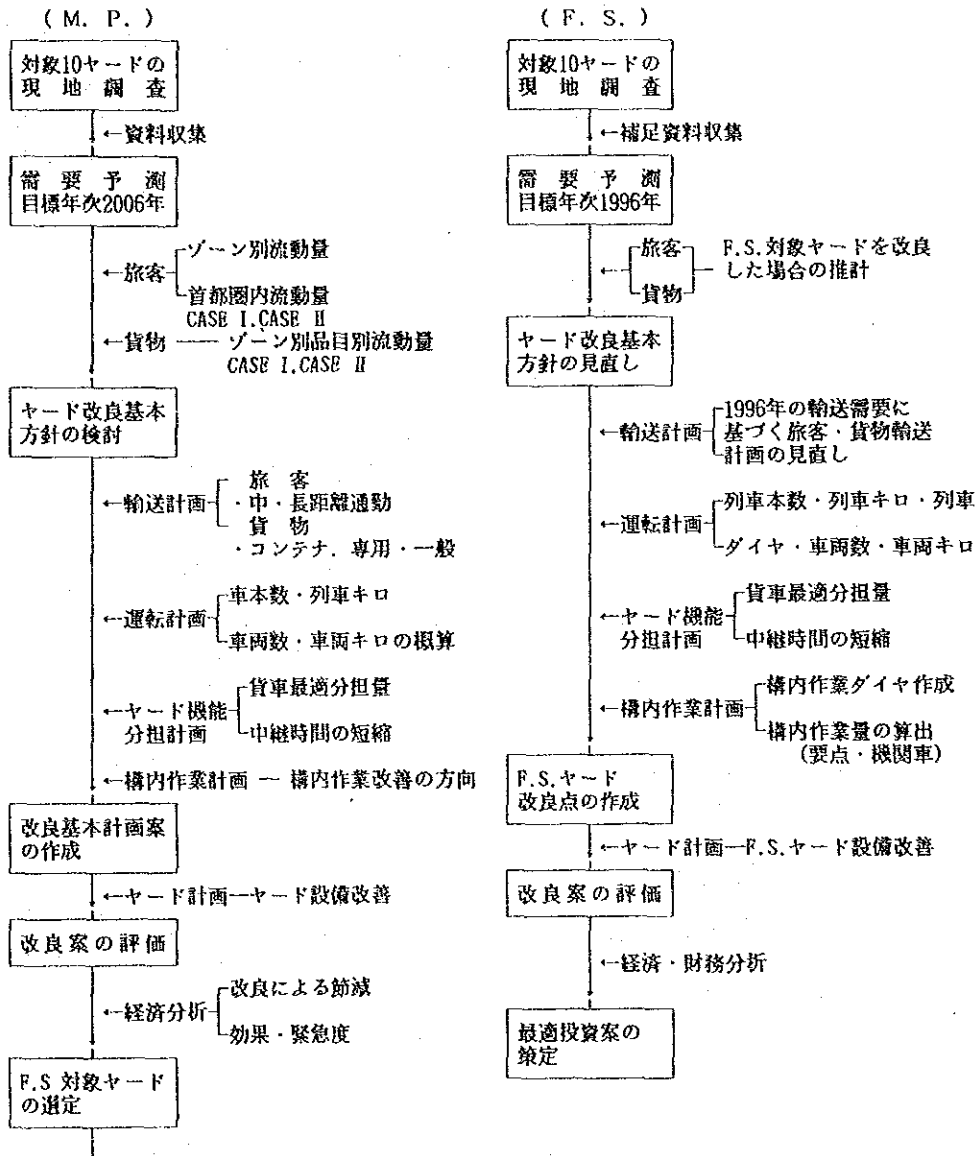 (M. P.)
対象10ヤードの
現地調査
←資料収集
需要予測
目標年次2006年
←旅客
ゾーン別流動量
首都圏内流動量
CASE I.CASE II
←貨物 ── ゾーン別品目別流動量
CASE I.CASE II
ヤード改良基本
方針の検討
←輸送計画
旅客
・中・長距離通勤
貨物
・コンテナ．専用・一般
←運転計画
車本数・列車キロ
車両数・車両キロの概算
←ヤード機能
分担計画
貨車最適分担量
中継時間の短縮
←構内作業計画 ─ 構内作業改善の方向
改良基本計画案
の作成
←ヤード計画─ヤード設備改善
改良案の評価
←経済分析
改良による節減
効果・緊急度
F.S 対象ヤード
の選定
(F. S.)
対象10ヤードの
現地調査
←補足資料収集
需要予測
目標年次1996年
←
旅客
貨物
F.S.対象ヤードを改良
した場合の推計
ヤード改良基本
方針の見直し
←輸送計画
1996年の輸送需要に
基づく旅客・貨物輸送
計画の見直し
←運転計画
列車本数・列車キロ・列車
ダイヤ・車両数・車両キロ
←ヤード機能
分担計画
貨車最適分担量
中継時間の短縮
←構内作業計画
構内作業ダイヤ作成
構内作業量の算出
(要点・機関車)
F.S.ヤード
改良点の作成
←ヤード計画─F.S.ヤード設備改善
改良案の評価
←経済・財務分析
最適投資案の
策定